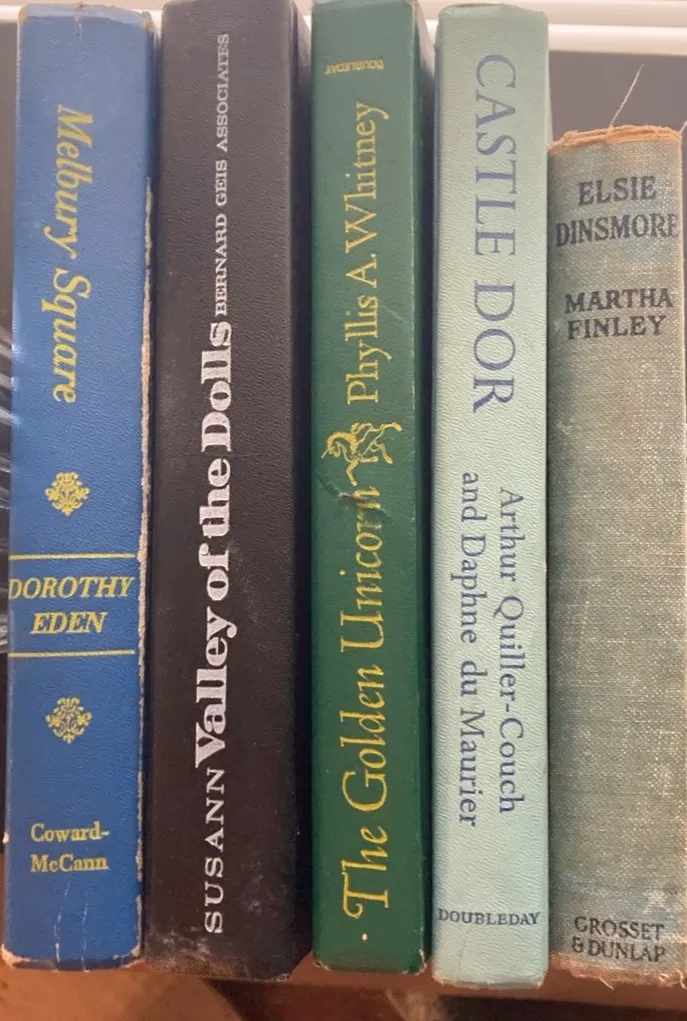 Melbury Square
DOROTHY
EDEN
Coward-
McCann
SUSANN Valley of the Dolls BERNARD GEIS ASSOCIATES
The Golden Unicorn Phyllis A. Whitney
DOUBLEDAY
CASTLE DOR
Arthur Quiller-Couch
and Daphne du Maurier
DOUBLEDAY
ELSIE
DINSMORE
MARTHA
FINLEY
GROSSET
& DUNLAP